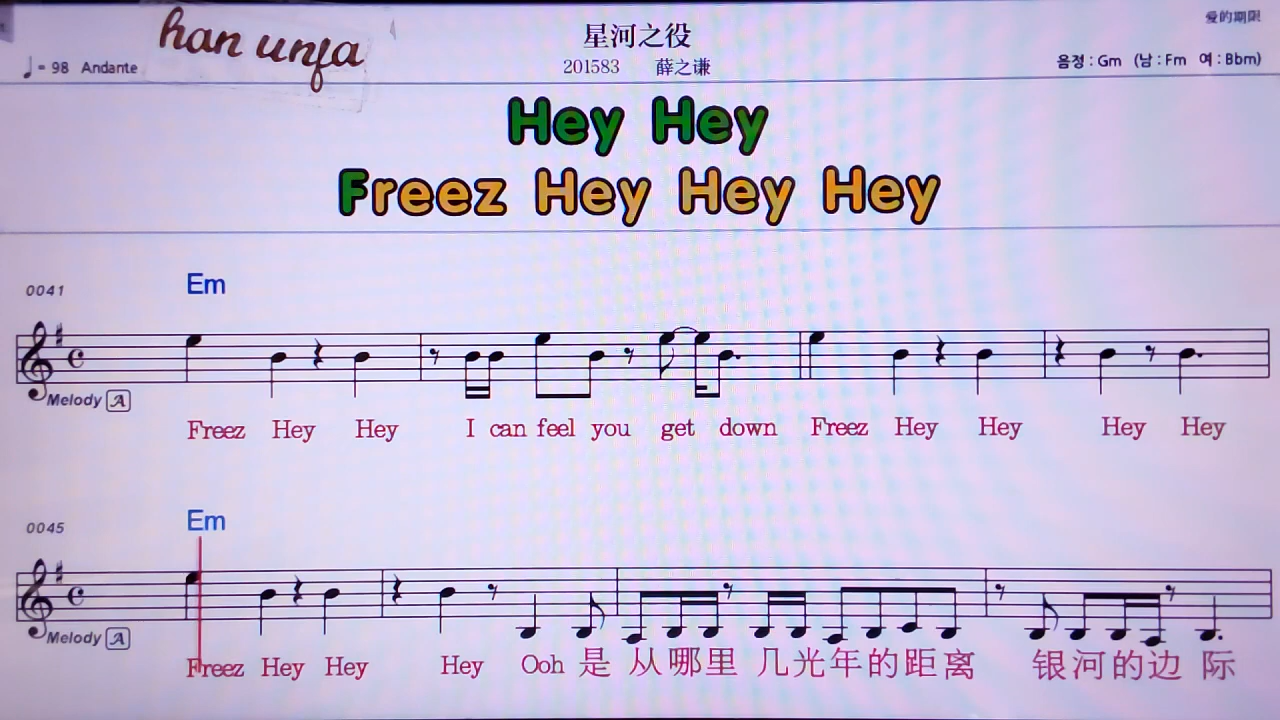 han unfa
星河之役
爱的期限
♩= 98 Andante
201583 薛之谦
음정 : Gm (남 : Fm 여 : Bbm)
Hey Hey
Freez Hey Hey Hey
0041
Em
Melody A
Freez Hey Hey I can feel you get down Freez Hey Hey Hey Hey
0045
Em
Melody A
Freez Hey Hey Hey Ooh 是 从哪里 几光年的距离 银河的边 际